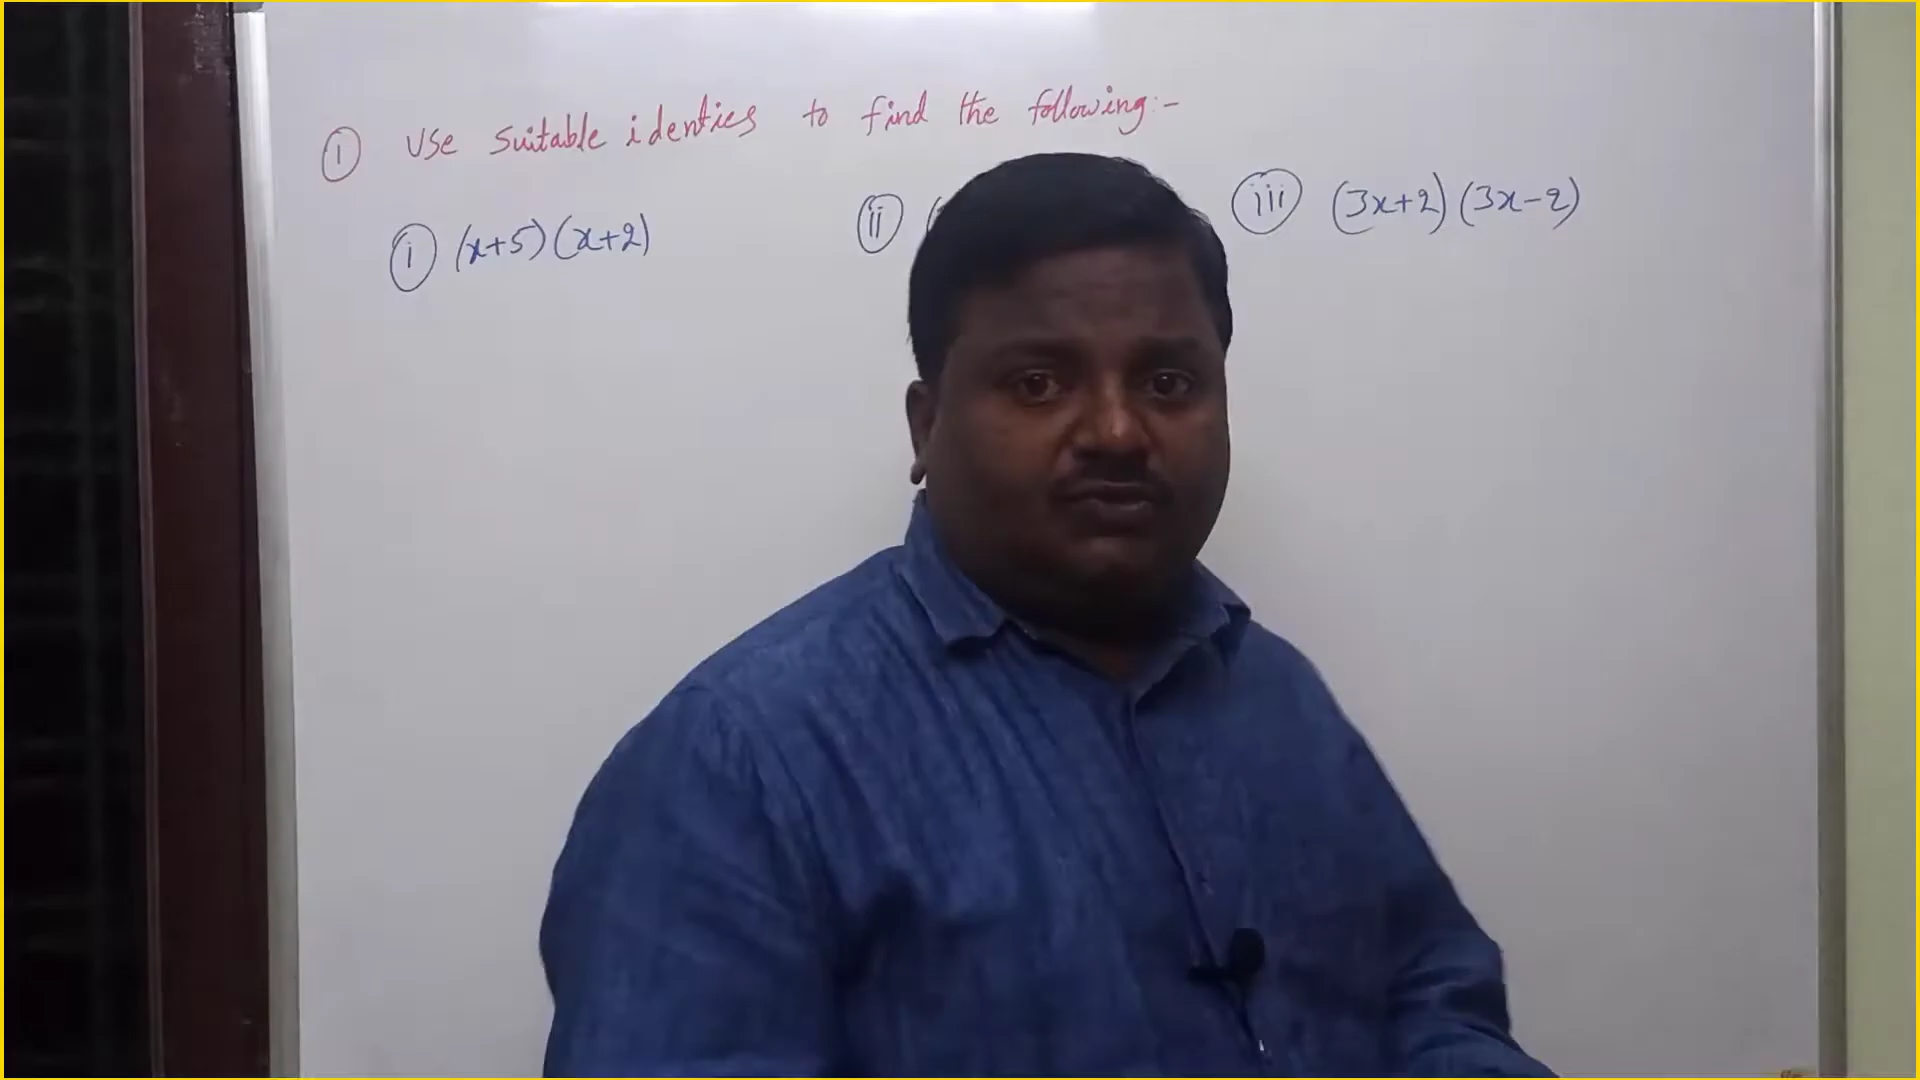 ① Use suitable identies to find the following:-
ⓘ (x+5)(x+2) ⓘⓘ ( ⓘⓘⓘ (3x+2)(3x-2)